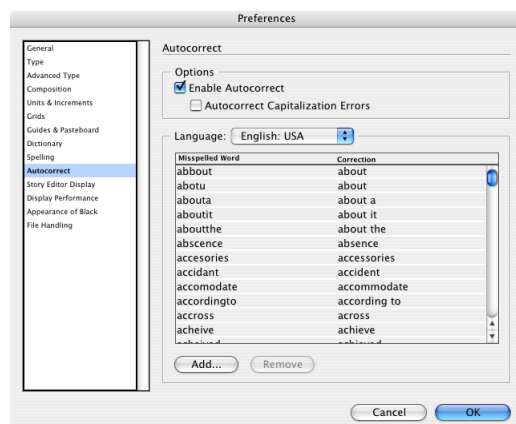 Preferences
General
Type
Advanced Type
Composition
Units & Increments
Grids
Guides & Pasteboard
Dictionary
Spelling
Autocorrect
Story Editor Display
Display Performance
Appearance of Black
File Handling
Autocorrect
Options
Enable Autocorrect
Autocorrect Capitalization Errors
Language: English: USA
Misspelled Word Correction
abbout about
abotu about
abouta about a
aboutit about it
aboutthe about the
abscence absence
accesories accessories
accidant accident
accomodate accommodate
accordingto according to
accross across
acheive achieve
Add... Remove
Cancel OK